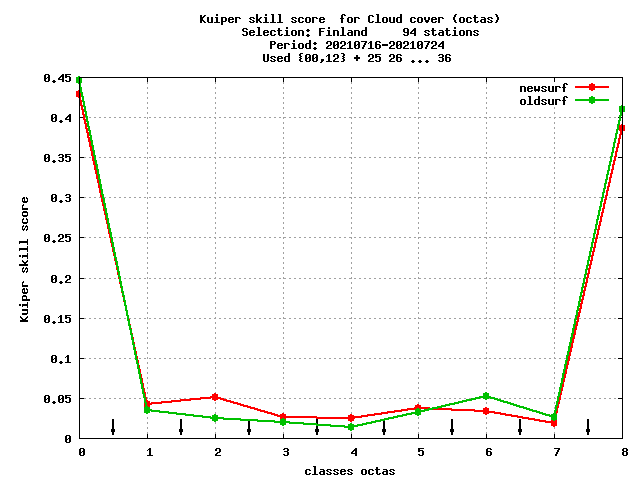 Kuiper skill score  for Cloud cover (octas)
Selection: Finland     94 stations
Period: 20210716-20210724
Used {00,12} + 25 26 ... 36
newsurf
oldsurf
0.45
0.4
0.35
0.3
0.25
0.2
0.15
0.1
0.05
0
Kuiper skill score
0 1 2 3 4 5 6 7 8
classes octas